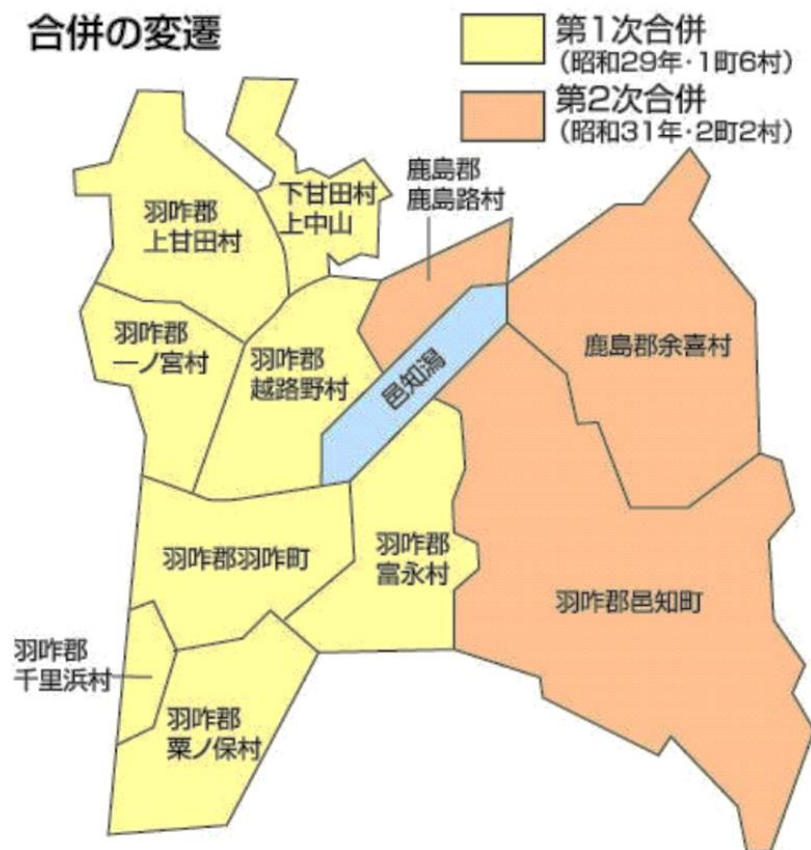 合併の変遷
第1次合併
（昭和29年・1町6村）
第2次合併
（昭和31年・2町2村）
羽咋郡
上甘田村
下甘田村
上中山
鹿島郡
鹿島路村
羽咋郡
一ノ宮村
羽咋郡
越路野村
邑知潟
鹿島郡余喜村
羽咋郡羽咋町
羽咋郡
富永村
羽咋郡邑知町
羽咋郡
千里浜村
羽咋郡
粟ノ保村